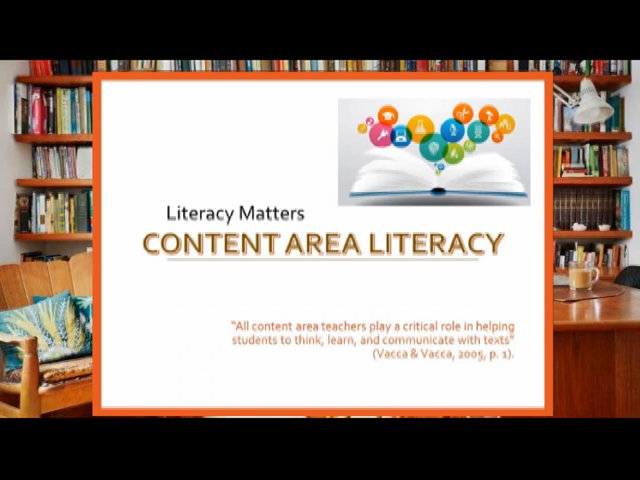 Literacy Matters
CONTENT AREA LITERACY
“All content area teachers play a critical role in helping
students to think, learn, and communicate with texts”
(Vacca & Vacca, 2005, p. 1).